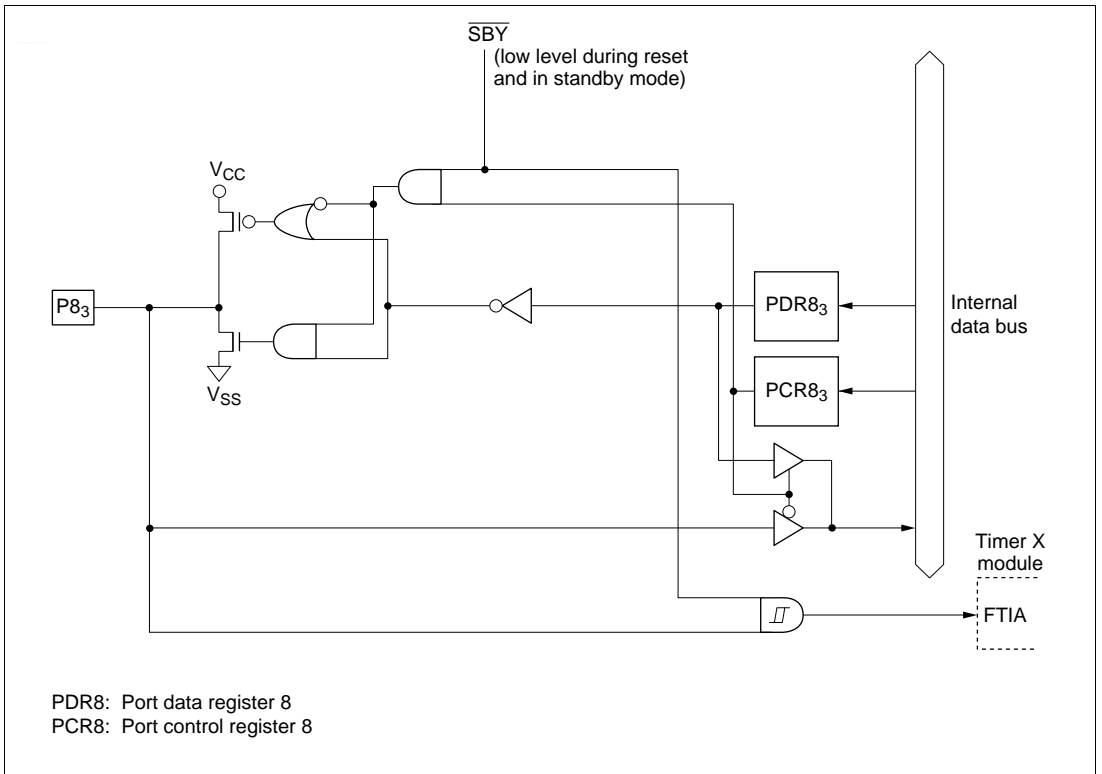 SBY
(low level during reset
and in standby mode)
VCC
P83
VSS
PDR83
PCR83
Internal
data bus
Timer X
module
FTIA
PDR8: Port data register 8
PCR8: Port control register 8